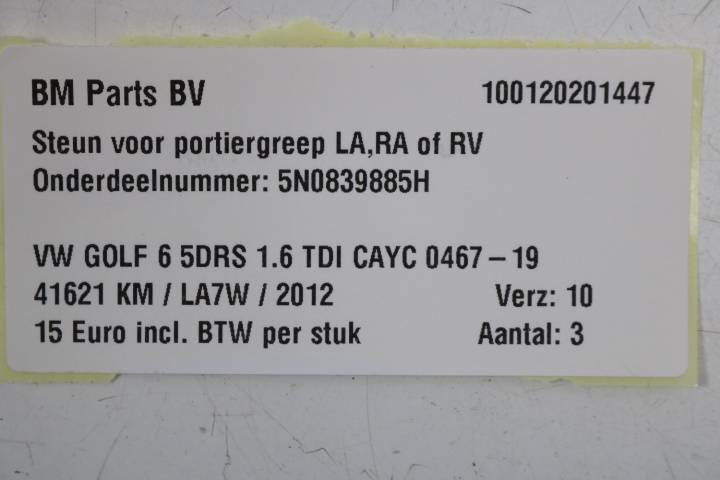 BM Parts BV 100120201447
Steun voor portiergreep LA,RA of RV
Onderdeelnummer: 5N0839885H
VW GOLF 6 5DRS 1.6 TDI CAYC 0467 – 19
41621 KM / LA7W / 2012 Verz: 10
15 Euro incl. BTW per stuk Aantal: 3